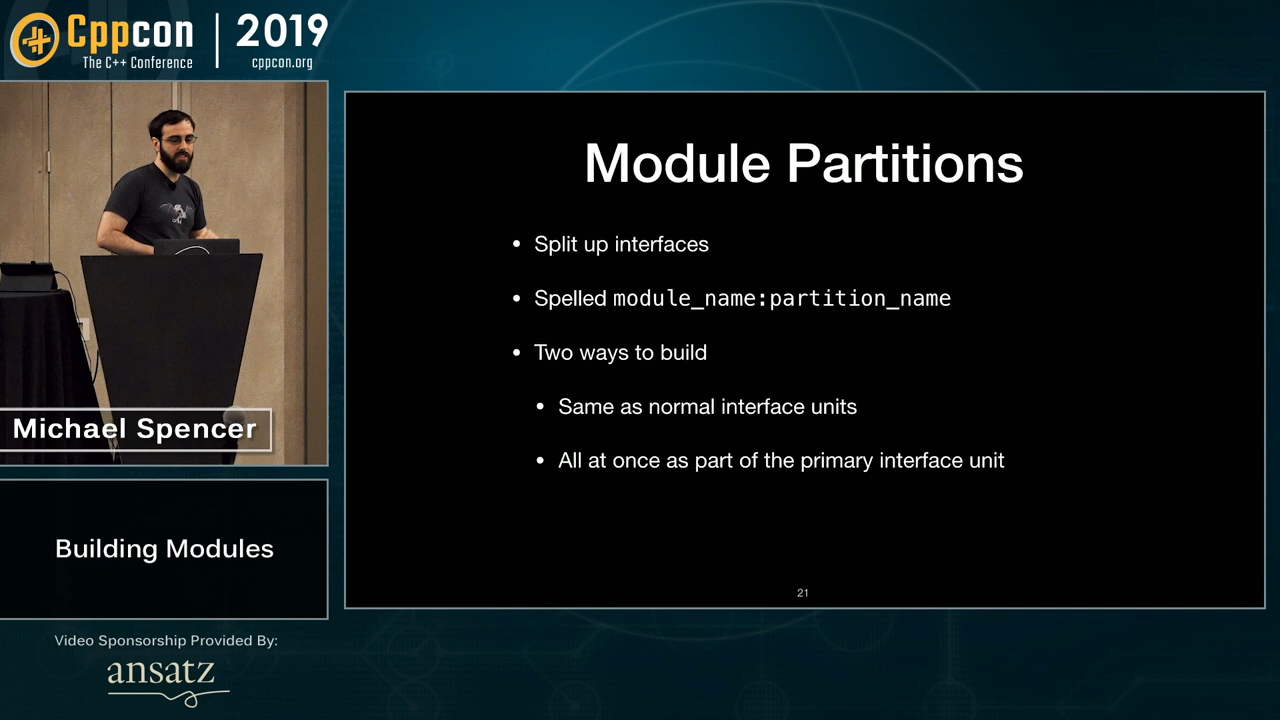 Cppcon
The C++ Conference
2019
cppcon.org
Module Partitions
• Split up interfaces
• Spelled module_name:partition_name
• Two ways to build
• Same as normal interface units
• All at once as part of the primary interface unit
21
Michael Spencer
Building Modules
Video Sponsorship Provided By:
ansatz